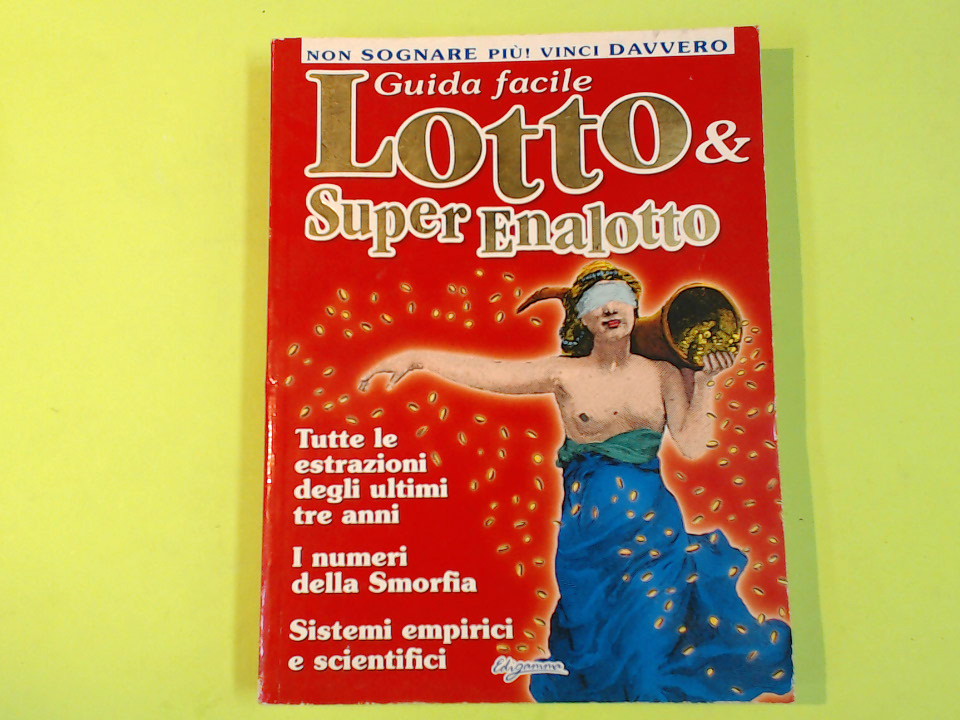 NON SOGNARE PIÙ! VINCI DAVVERO
Guida facile
Lotto &
Super Enalotto
Tutte le
estrazioni
degli ultimi
tre anni
I numeri
della Smorfia
Sistemi empirici
e scientifici
Edigamma